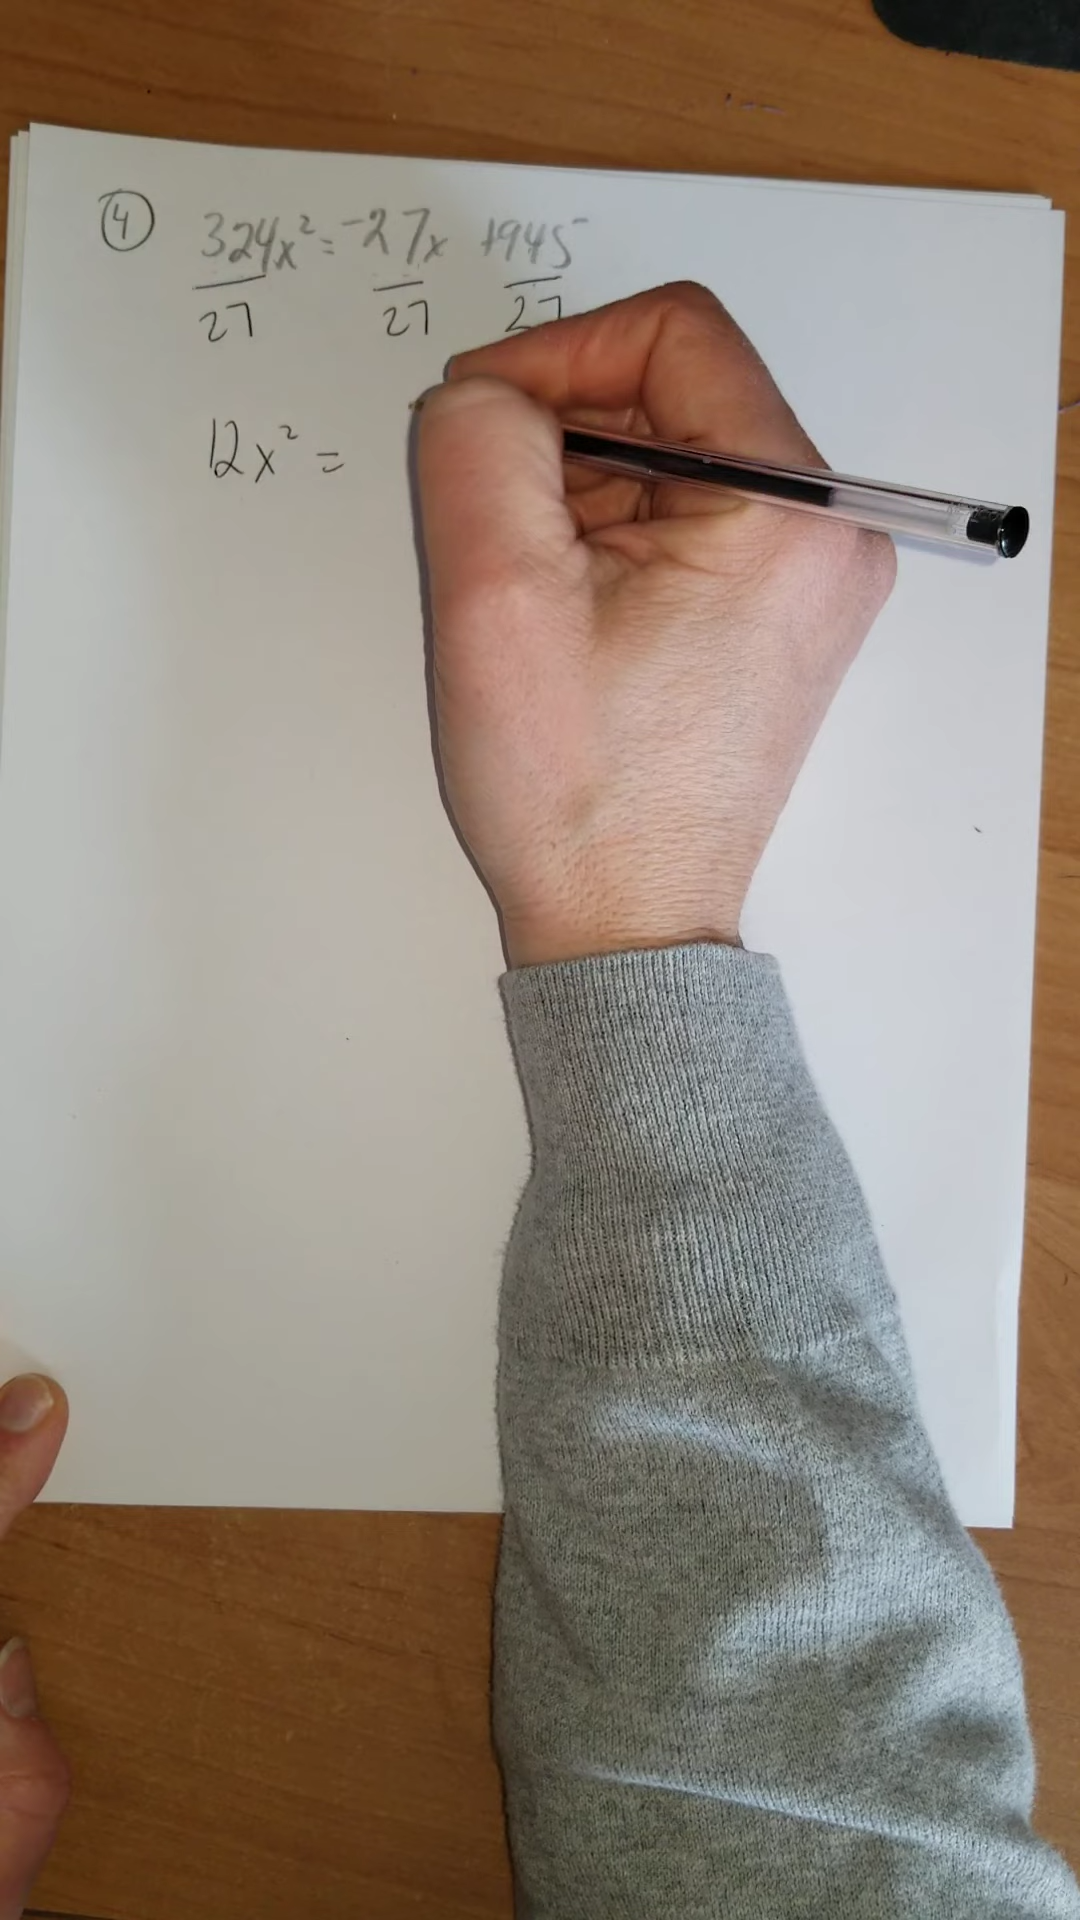 ④ 324x² = -27x +945
27 27 27
12x² =